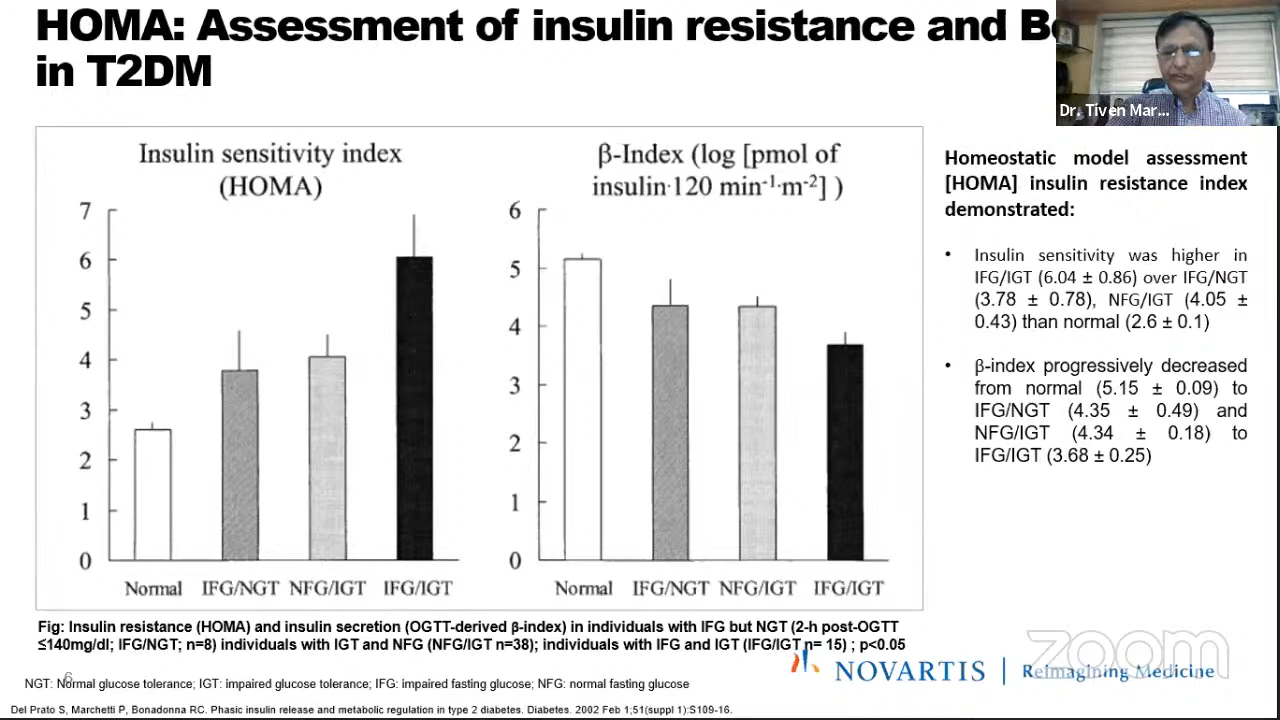 HOMA: Assessment of insulin resistance and
in T2DM
Dr. Tiven Mar...
Insulin sensitivity index
(HOMA)
7
6
5
4
3
2
1
0
Normal IFG/NGT NFG/IGT IFG/IGT
β-Index (log [pmol of
insulin·120 min-1·m-2] )
6
5
4
3
2
1
0
Normal IFG/NGT NFG/IGT IFG/IGT
Homeostatic model assessment
[HOMA] insulin resistance index
demonstrated:
• Insulin sensitivity was higher in
IFG/IGT (6.04 ± 0.86) over IFG/NGT
(3.78 ± 0.78), NFG/IGT (4.05 ±
0.43) than normal (2.6 ± 0.1)
• β-index progressively decreased
from normal (5.15 ± 0.09) to
IFG/NGT (4.35 ± 0.49) and
NFG/IGT (4.34 ± 0.18) to
IFG/IGT (3.68 ± 0.25)
Fig: Insulin resistance (HOMA) and insulin secretion (OGTT-derived β-index) in individuals with IFG but NGT (2-h post-OGTT
≤140mg/dl; IFG/NGT; n=8) individuals with IGT and NFG (NFG/IGT n=38); individuals with IFG and IGT (IFG/IGT n= 15) ; p<0.05
zoom
NOVARTIS | Reimagining Medicine
6
NGT: Normal glucose tolerance; IGT: impaired glucose tolerance; IFG: impaired fasting glucose; NFG: normal fasting glucose
Del Prato S, Marchetti P, Bonadonna RC. Phasic insulin release and metabolic regulation in type 2 diabetes. Diabetes. 2002 Feb 1;51(suppl 1):S109-16.